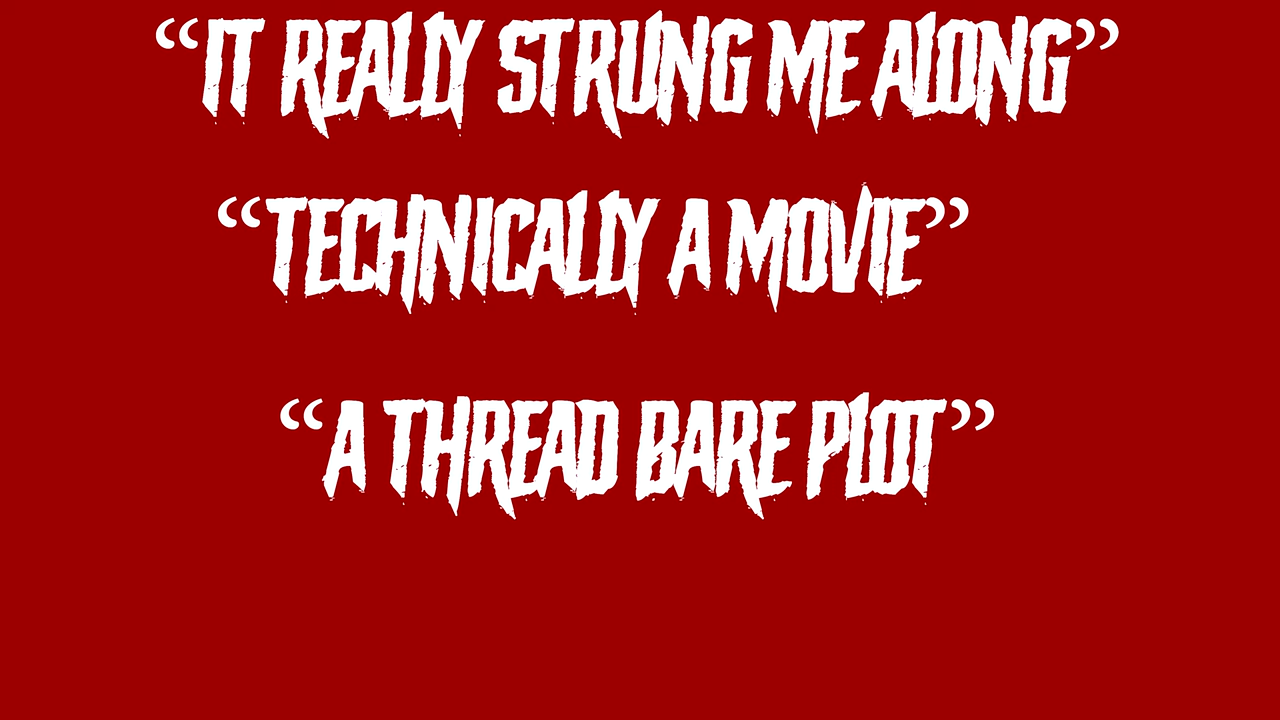 “IT REALLY STRUNG ME ALONG”
“TECHNICALLY A MOVIE”
“A THREAD BARE PLOT”